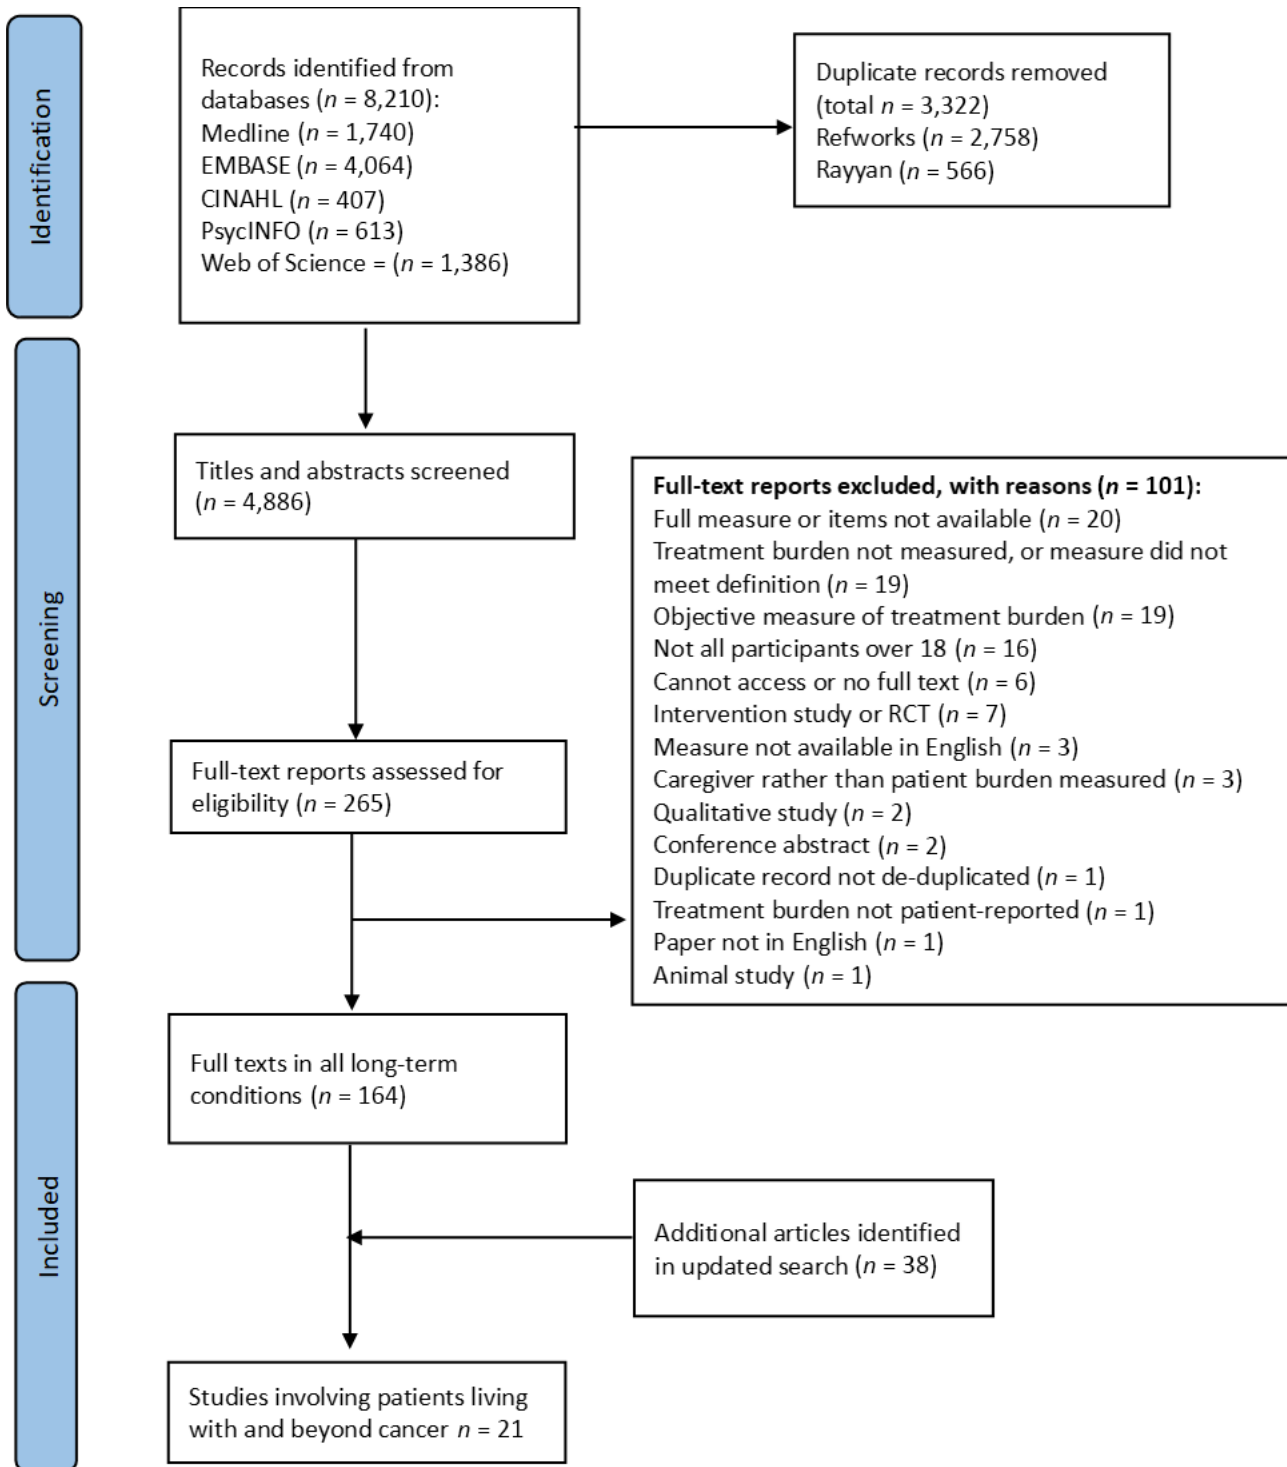 Identification
Records identified from
databases (n = 8,210):
Medline (n = 1,740)
EMBASE (n = 4,064)
CINAHL (n = 407)
PsycINFO (n = 613)
Web of Science = (n = 1,386)
Duplicate records removed
(total n = 3,322)
Refworks (n = 2,758)
Rayyan (n = 566)
Screening
Titles and abstracts screened
(n = 4,886)
Full-text reports assessed for
eligibility (n = 265)
Full-text reports excluded, with reasons (n = 101):
Full measure or items not available (n = 20)
Treatment burden not measured, or measure did not
meet definition (n = 19)
Objective measure of treatment burden (n = 19)
Not all participants over 18 (n = 16)
Cannot access or no full text (n = 6)
Intervention study or RCT (n = 7)
Measure not available in English (n = 3)
Caregiver rather than patient burden measured (n = 3)
Qualitative study (n = 2)
Conference abstract (n = 2)
Duplicate record not de-duplicated (n = 1)
Treatment burden not patient-reported (n = 1)
Paper not in English (n = 1)
Animal study (n = 1)
Included
Full texts in all long-term
conditions (n = 164)
Additional articles identified
in updated search (n = 38)
Studies involving patients living
with and beyond cancer n = 21